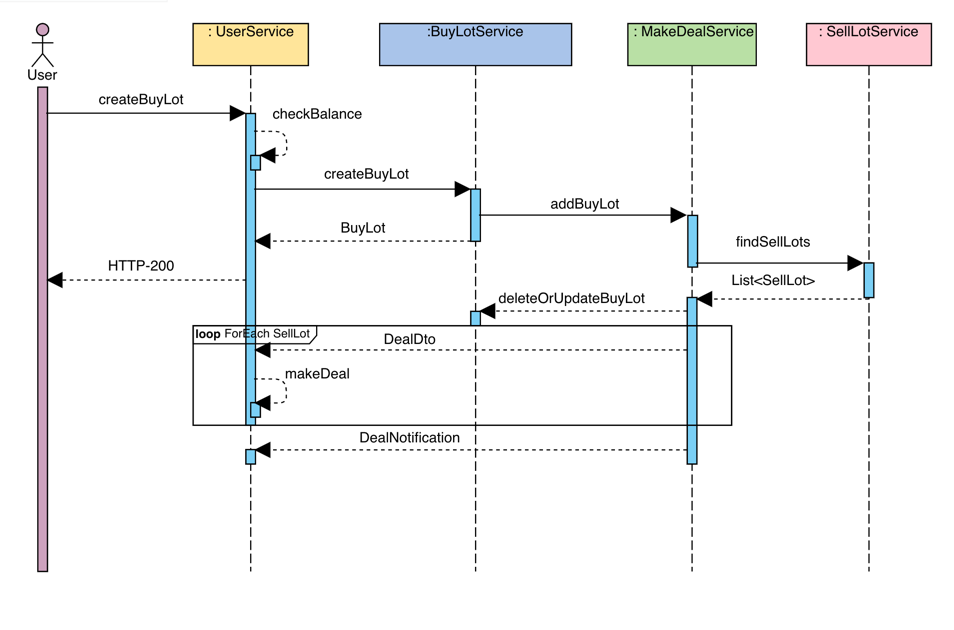 : UserService
:BuyLotService
: MakeDealService
: SellLotService
User
createBuyLot
checkBalance
createBuyLot
addBuyLot
BuyLot
findSellLots
HTTP-200
List<SellLot>
deleteOrUpdateBuyLot
loop ForEach SellLot
DealDto
makeDeal
DealNotification